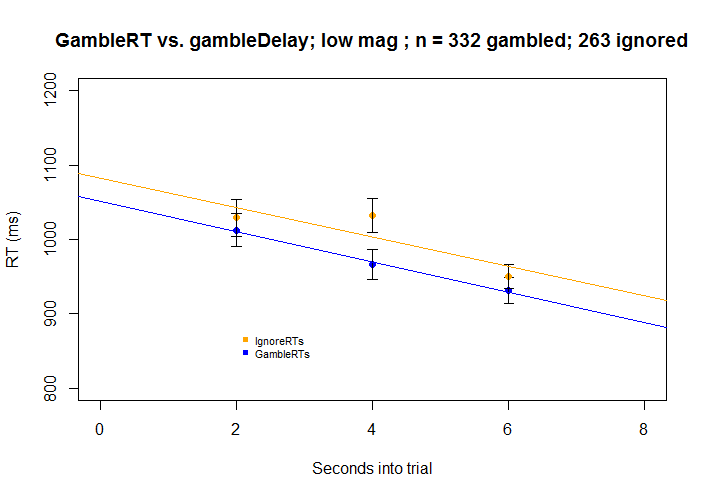 GambleRT vs. gambleDelay; low mag ; n = 332 gambled; 263 ignored
1200
1100
1000
900
800
RT (ms)
IgnoreRTs
GambleRTs
0 2 4 6 8
Seconds into trial